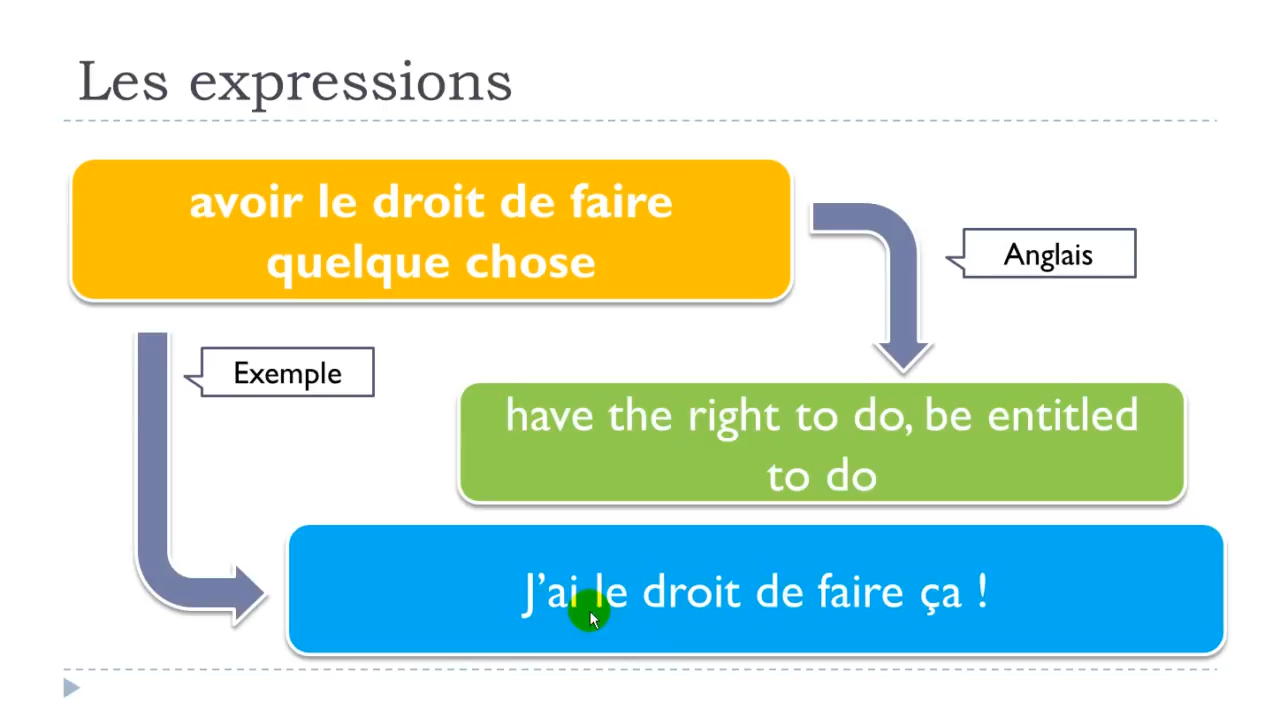 Les expressions
avoir le droit de faire
quelque chose
Anglais
Exemple
have the right to do, be entitled
to do
J’ai le droit de faire ça !